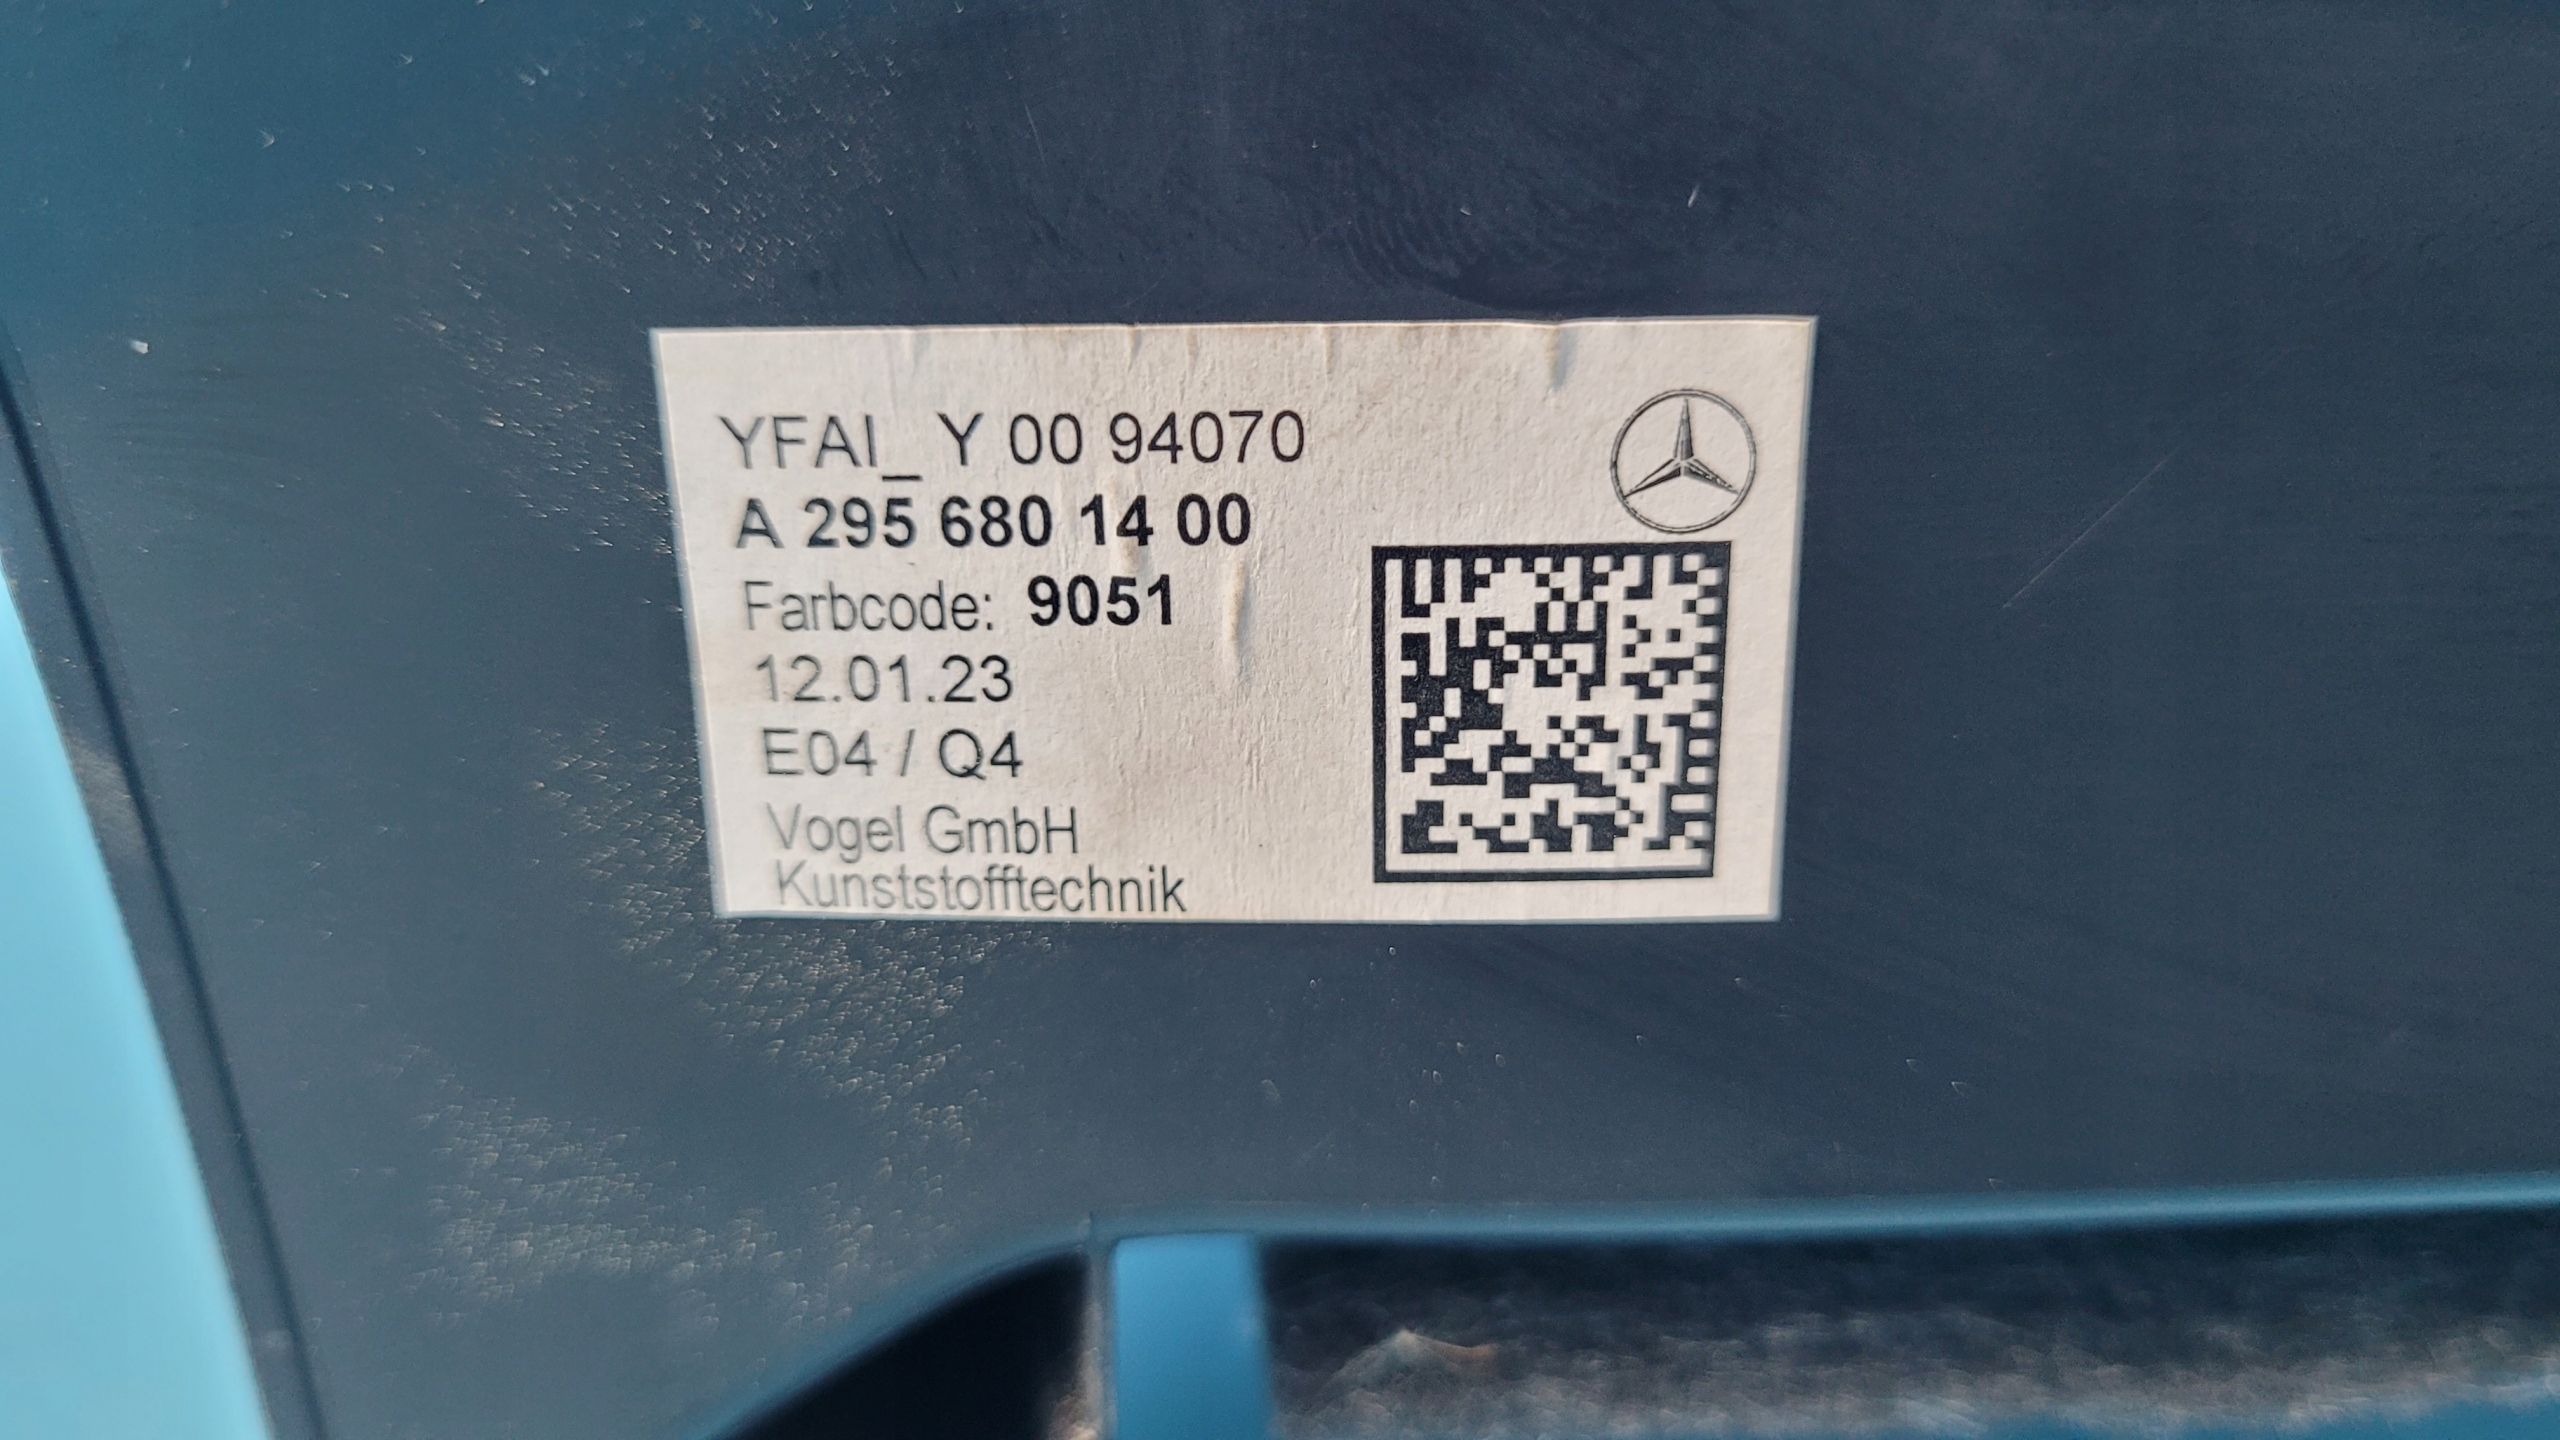 YFAI_ Y 00 94070
A 295 680 14 00
Farbcode: 9051
12.01.23
E04 / Q4
Vogel GmbH
Kunststofftechnik